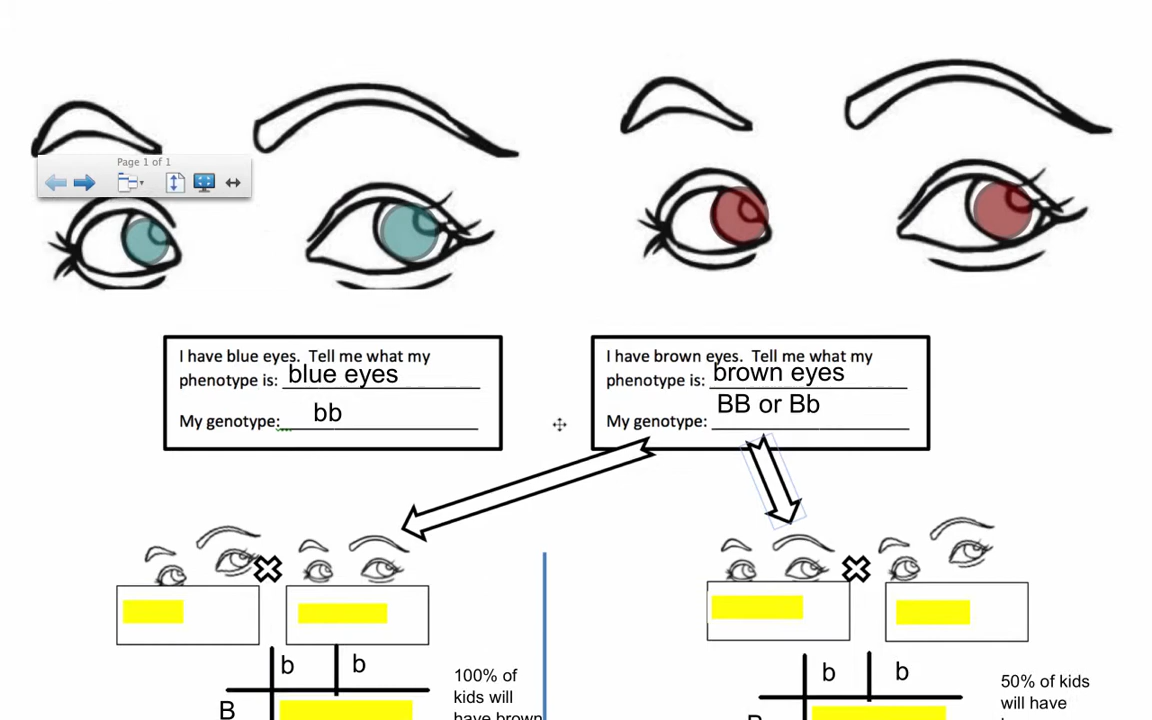 Page 1 of 1
I have blue eyes. Tell me what my
phenotype is: blue eyes
My genotype: bb
I have brown eyes. Tell me what my
phenotype is: brown eyes
My genotype: BB or Bb
b b
B
100% of
kids will
have brown
b b
50% of kids
will have